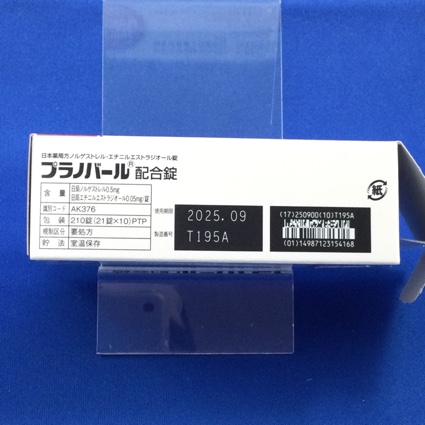 日本薬局方ノルゲストレル・エチニルエストラジオール錠
プラノバール® 配合錠
含 量 日局ノルゲストレル0.5mg
日局エチニルエストラジオール0.05mg/錠
識別コード AK376
包 装 210錠(21錠×10)PTP
規制区分 要処方
貯 法 室温保存
使用期限 2025.09
製造番号 T195A
(17)250900(10)T195A
(01)14987123154168
紙